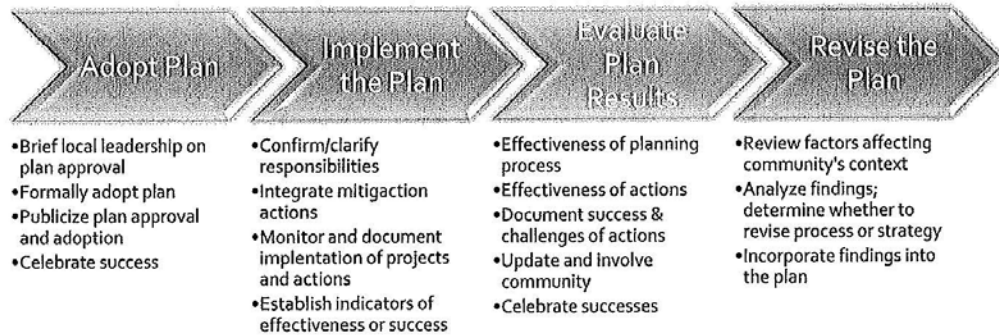 Adopt Plan
•Brief local leadership on
plan approval
•Formally adopt plan
•Publicize plan approval
and adoption
•Celebrate success
Implement
the Plan
•Confirm/clarify
responsibilities
•Integrate mitigaction
actions
•Monitor and document
implentation of projects
and actions
•Establish indicators of
effectiveness or success
Evaluate
Plan
Results
•Effectiveness of planning
process
•Effectiveness of actions
•Document success &
challenges of actions
•Update and involve
community
•Celebrate successes
Revise the
Plan
•Review factors affecting
community's context
•Analyze findings;
determine whether to
revise process or strategy
•Incorporate findings into
the plan